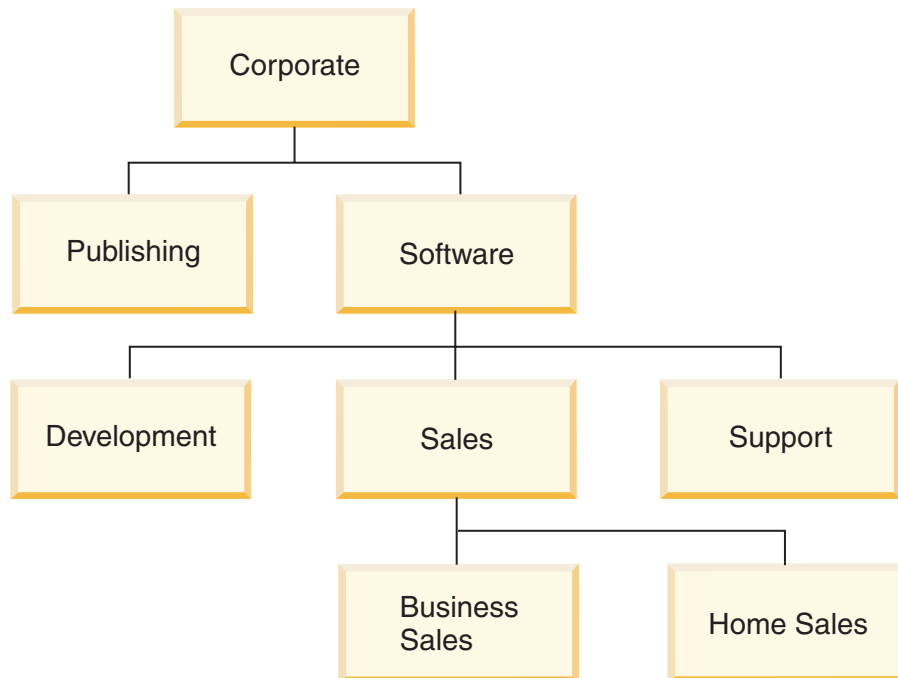 Corporate
Publishing
Software
Development
Sales
Support
Business
Sales
Home Sales